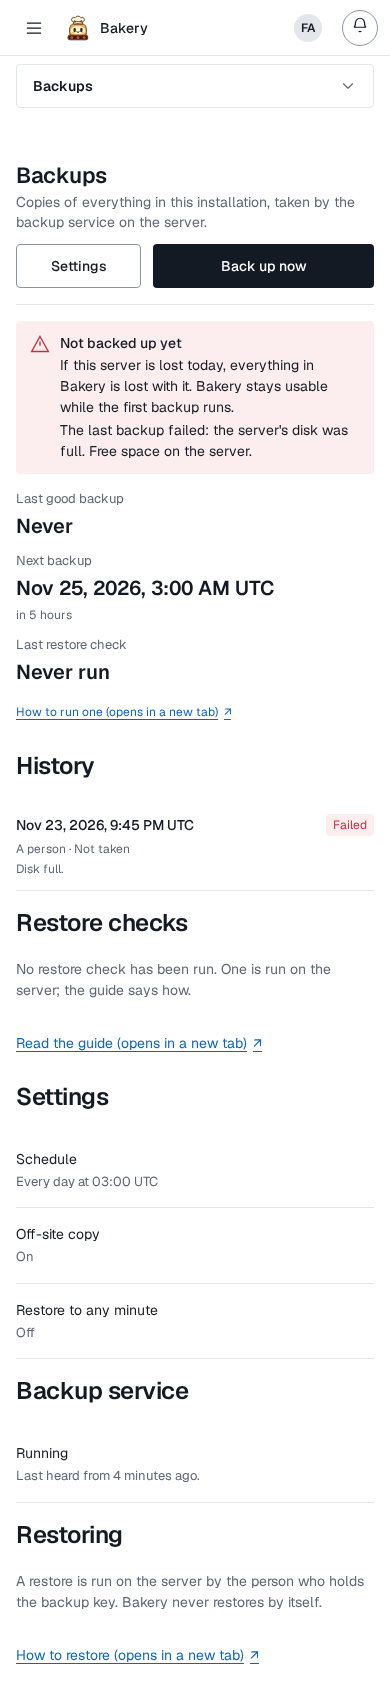 Bakery
FA
Backups
Backups
Copies of everything in this installation, taken by the
backup service on the server.
Settings
Back up now
Not backed up yet
If this server is lost today, everything in
Bakery is lost with it. Bakery stays usable
while the first backup runs.
The last backup failed: the server's disk was
full. Free space on the server.
Last good backup
Never
Next backup
Nov 25, 2026, 3:00 AM UTC
in 5 hours
Last restore check
Never run
How to run one (opens in a new tab)
History
Nov 23, 2026, 9:45 PM UTC
Failed
A person · Not taken
Disk full.
Restore checks
No restore check has been run. One is run on the
server; the guide says how.
Read the guide (opens in a new tab)
Settings
Schedule
Every day at 03:00 UTC
Off-site copy
On
Restore to any minute
Off
Backup service
Running
Last heard from 4 minutes ago.
Restoring
A restore is run on the server by the person who holds
the backup key. Bakery never restores by itself.
How to restore (opens in a new tab)